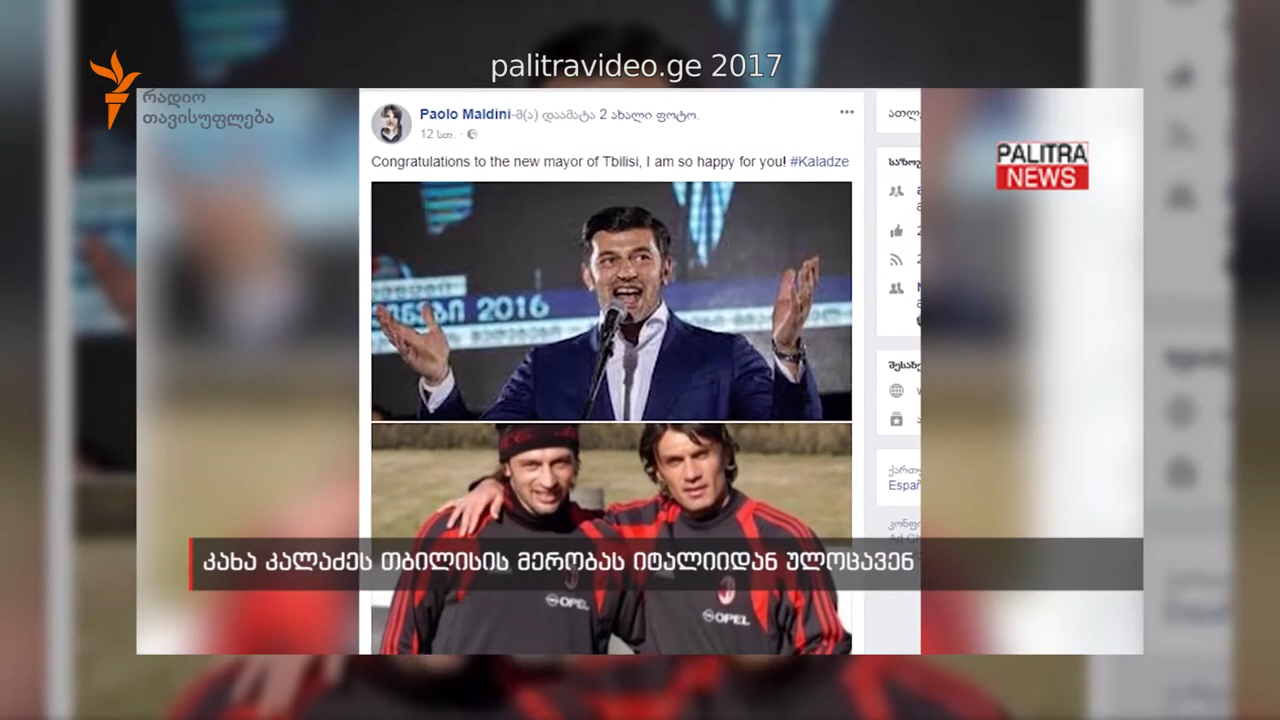 palitravideo.ge 2017
რადიო
თავისუფლება
Paolo Maldini-მ(ა) დაამატა 2 ახალი ფოტო.
12 სთ.
Congratulations to the new mayor of Tbilisi, I am so happy for you! #Kaladze
PALITRA
NEWS
2016
კახა კალაძეს თბილისის მერობას იტალიიდან ულოცავენ
OPEL
OPEL